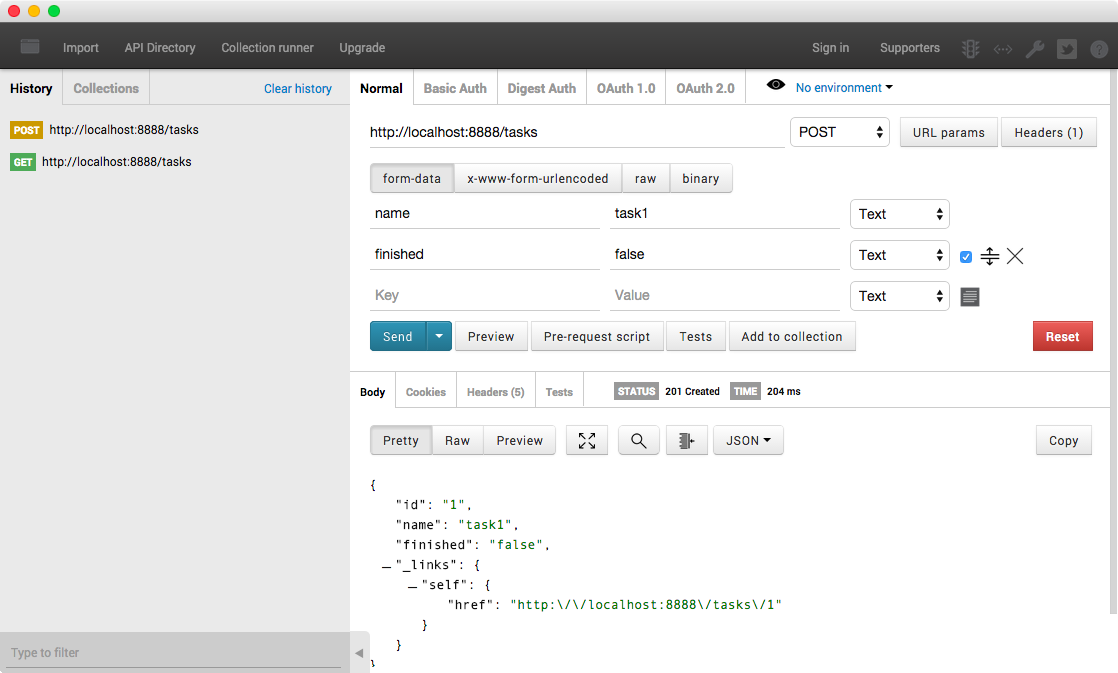 Import API Directory Collection runner Upgrade Sign in Supporters
History Collections Clear history
POST http://localhost:8888/tasks
GET http://localhost:8888/tasks
Type to filter
Normal Basic Auth Digest Auth OAuth 1.0 OAuth 2.0 No environment
http://localhost:8888/tasks POST URL params Headers (1)
form-data x-www-form-urlencoded raw binary
name task1 Text
finished false Text
Key Value Text
Send Preview Pre-request script Tests Add to collection Reset
Body Cookies Headers (5) Tests STATUS 201 Created TIME 204 ms
Pretty Raw Preview JSON Copy
{
"id": "1",
"name": "task1",
"finished": "false",
"_links": {
"self": {
"href": "http:\/\/localhost:8888\/tasks\/1"
}
}
}